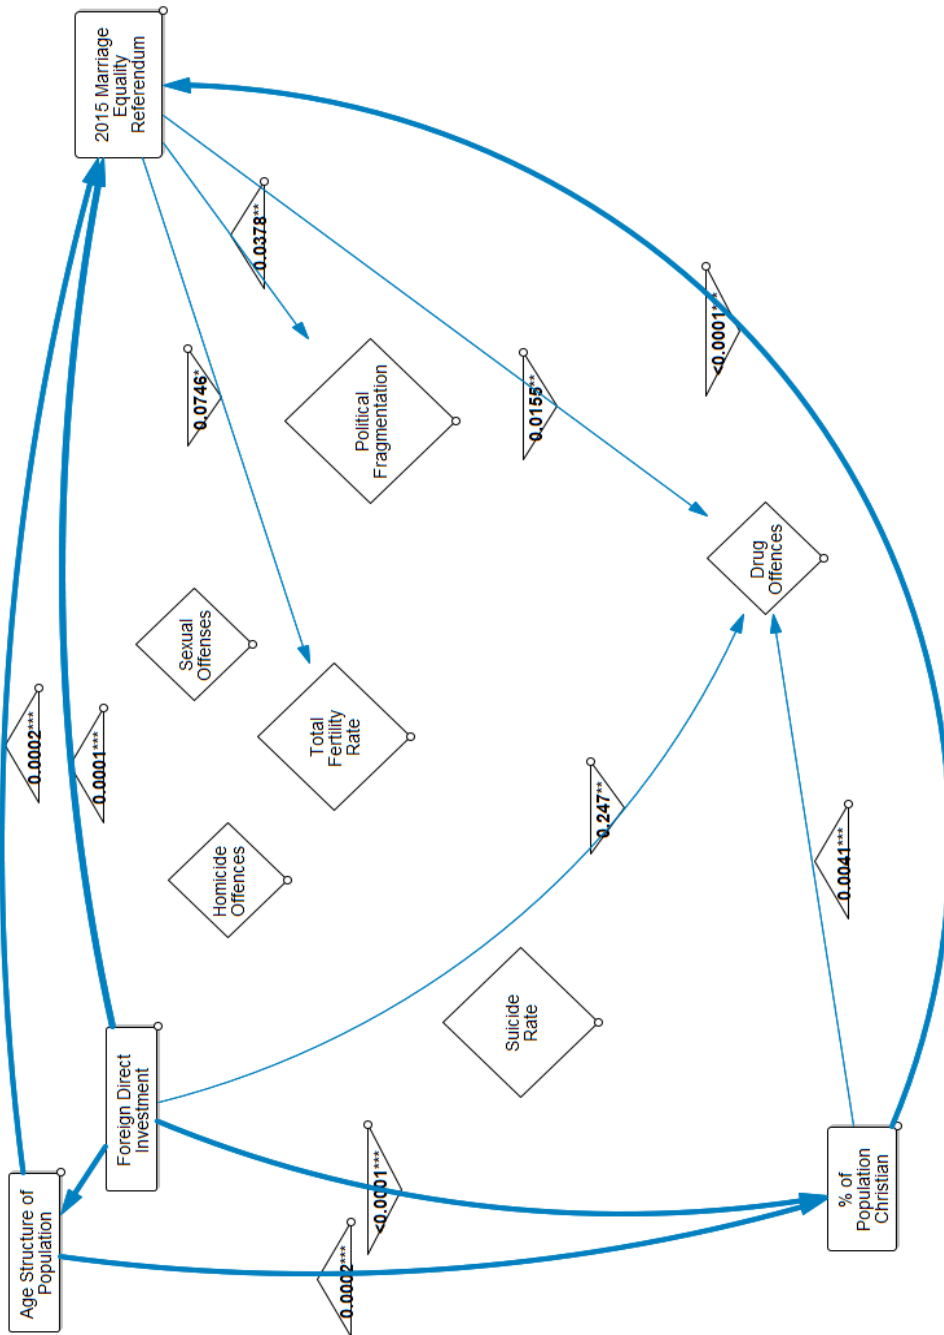 2015 Marriage
Equality
Referendum
0.0378**
<0.0001***
0.0746*
0.0155**
Political
Fragmentation
Drug
Offences
Sexual
Offenses
Total
Fertility
Rate
0.0002***
0.0001***
0.247**
0.0041***
Homicide
Offences
Suicide
Rate
Foreign Direct
Investment
<0.0001***
Age Structure of
Population
0.0002***
% of
Population
Christian